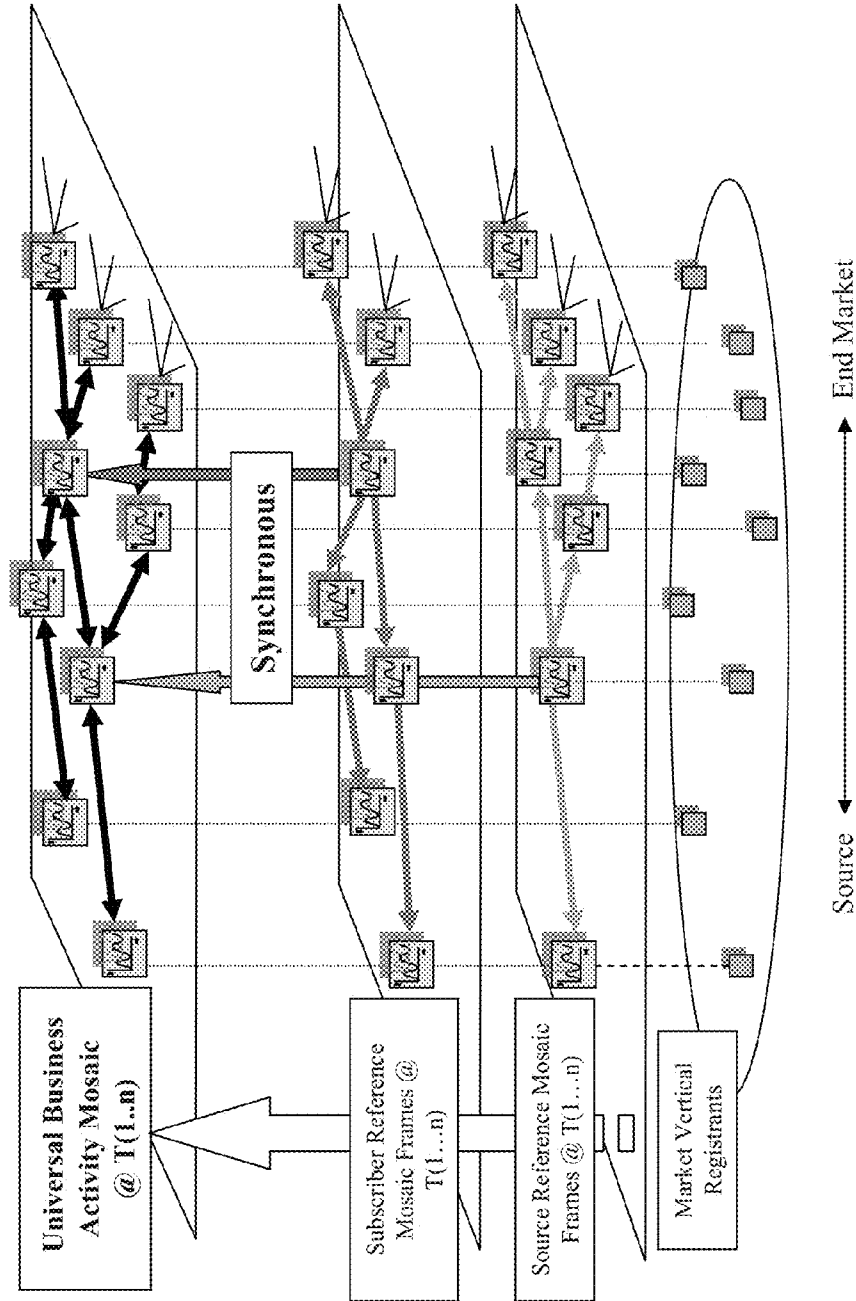 Universal Business
Activity Mosaic
@ T(1..n)
Subscriber Reference
Mosaic Frames @
T(1...n)
Source Reference Mosaic
Frames @ T(1...n)
Market Vertical
Registrants
Synchronous
Source
End Market